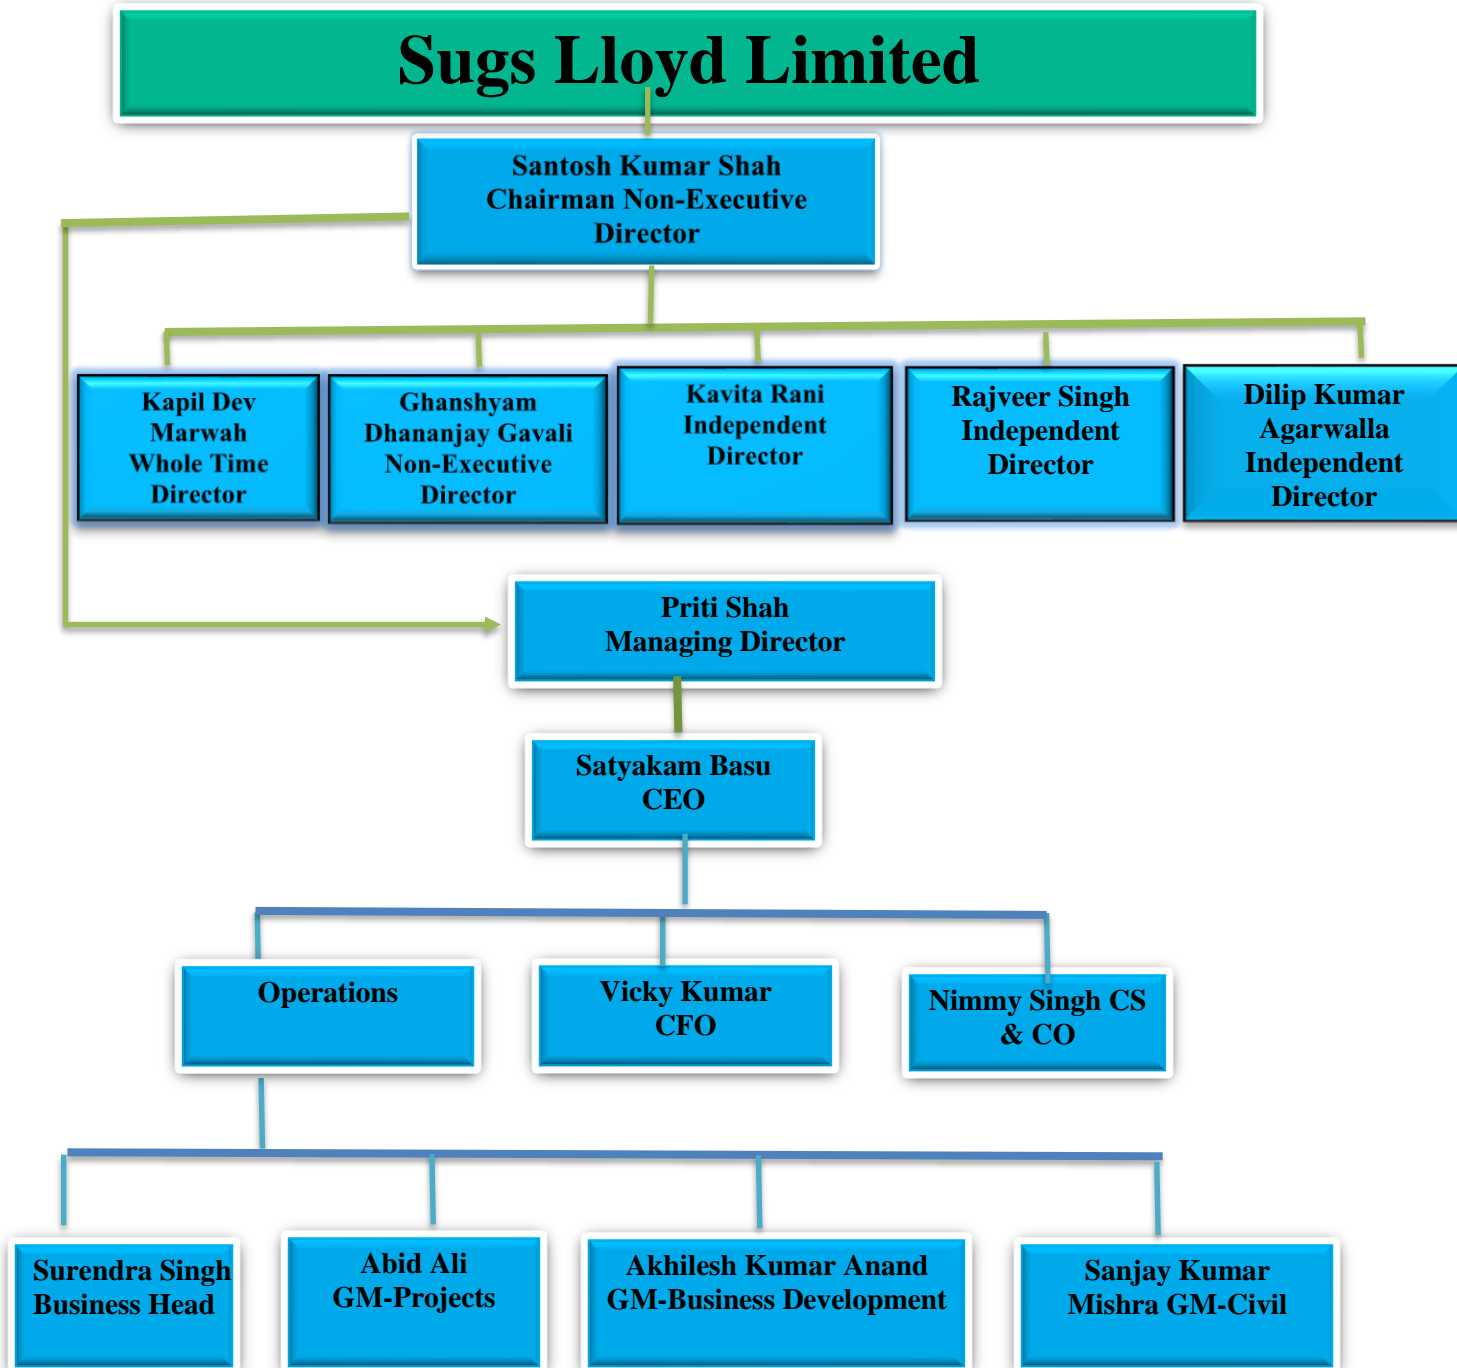 Sugs Lloyd Limited
Santosh Kumar Shah
Chairman Non-Executive
Director
Kapil Dev
Marwah
Whole Time
Director
Ghanshyam
Dhananjay Gavali
Non-Executive
Director
Kavita Rani
Independent
Director
Rajveer Singh
Independent
Director
Dilip Kumar
Agarwalla
Independent
Director
Priti Shah
Managing Director
Satyakam Basu
CEO
Operations
Vicky Kumar
CFO
Nimmy Singh CS
& CO
Surendra Singh
Business Head
Abid Ali
GM-Projects
Akhilesh Kumar Anand
GM-Business Development
Sanjay Kumar
Mishra GM-Civil